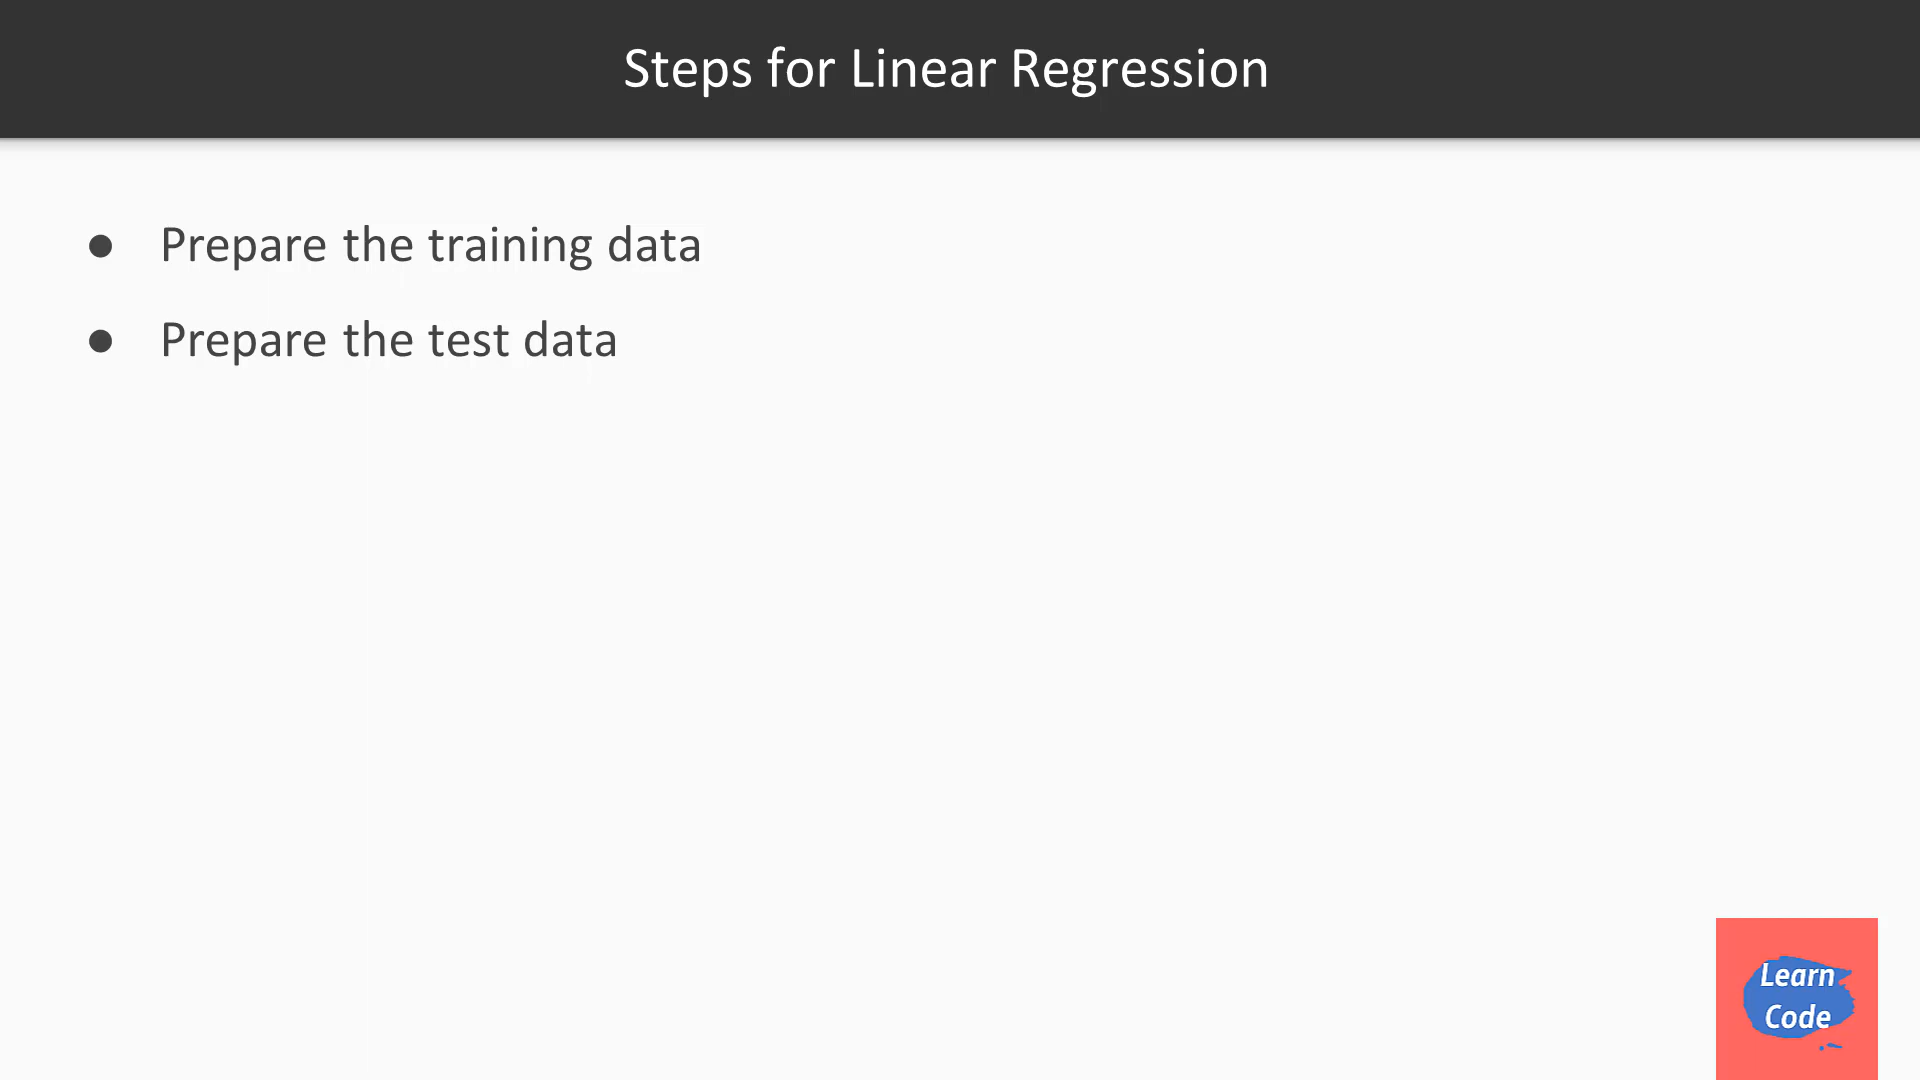 Steps for Linear Regression
● Prepare the training data
● Prepare the test data
Learn
Code